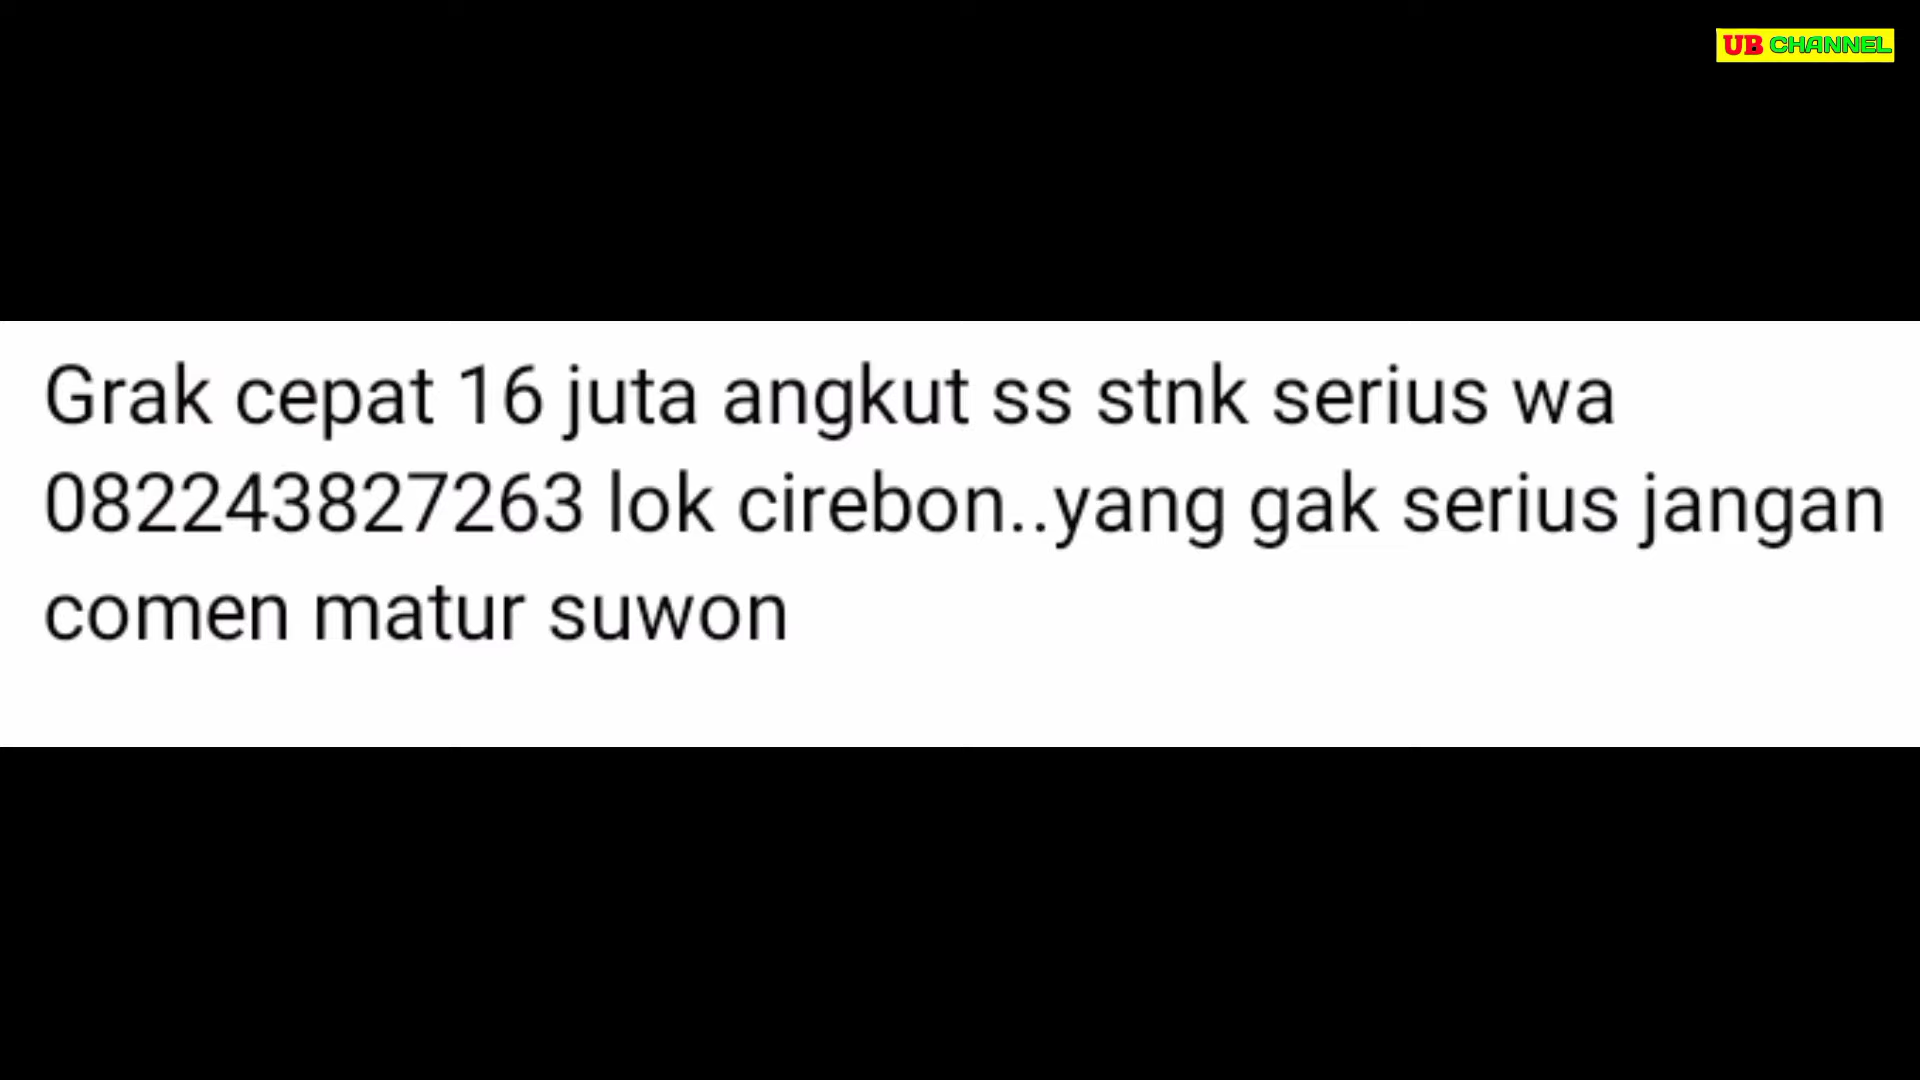 UB CHANNEL
Grak cepat 16 juta angkut ss stnk serius wa
082243827263 lok cirebon..yang gak serius jangan
comen matur suwon